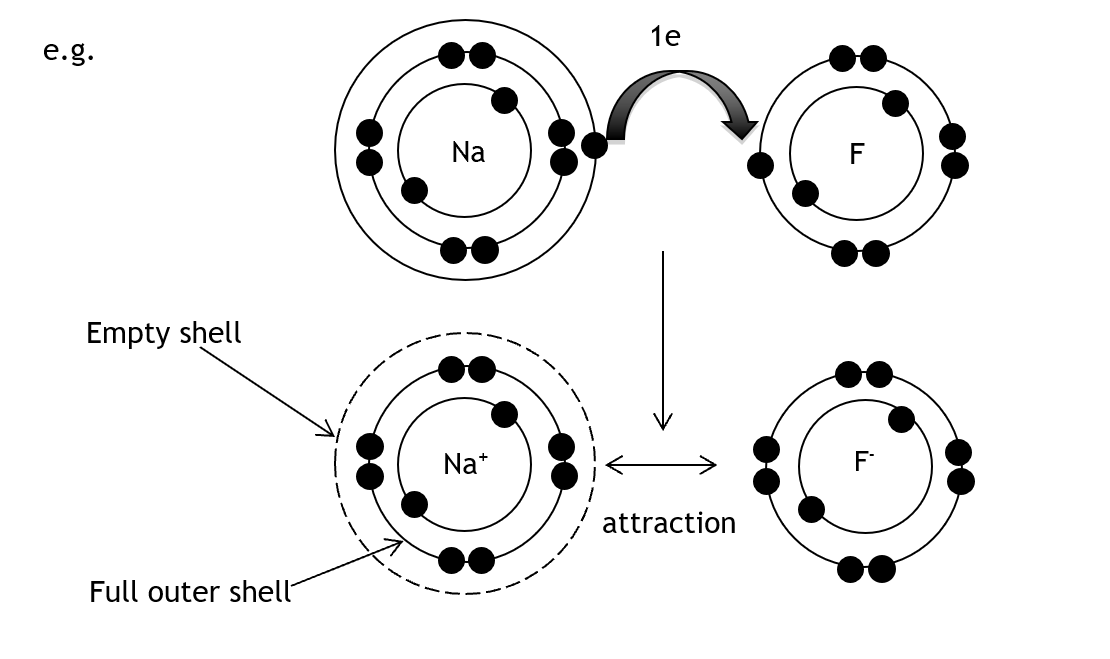 e.g.
1e
Na
F
Empty shell
Na⁺
F⁻
attraction
Full outer shell